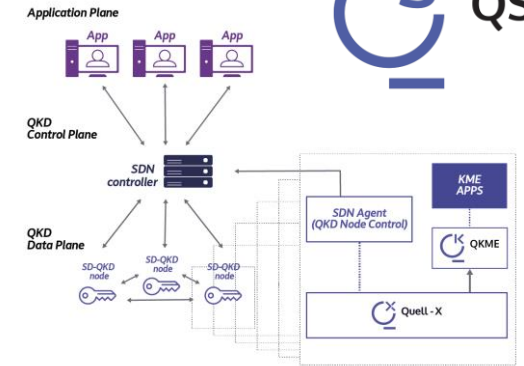 Application Plane
App
App
App
QS
QKD
Control Plane
SDN
controller
KME
APPS
SDN Agent
(QKD Node Control)
QKME
QKD
Data Plane
SD-QKD
node
SD-QKD
node
SD-QKD
node
Quell - X